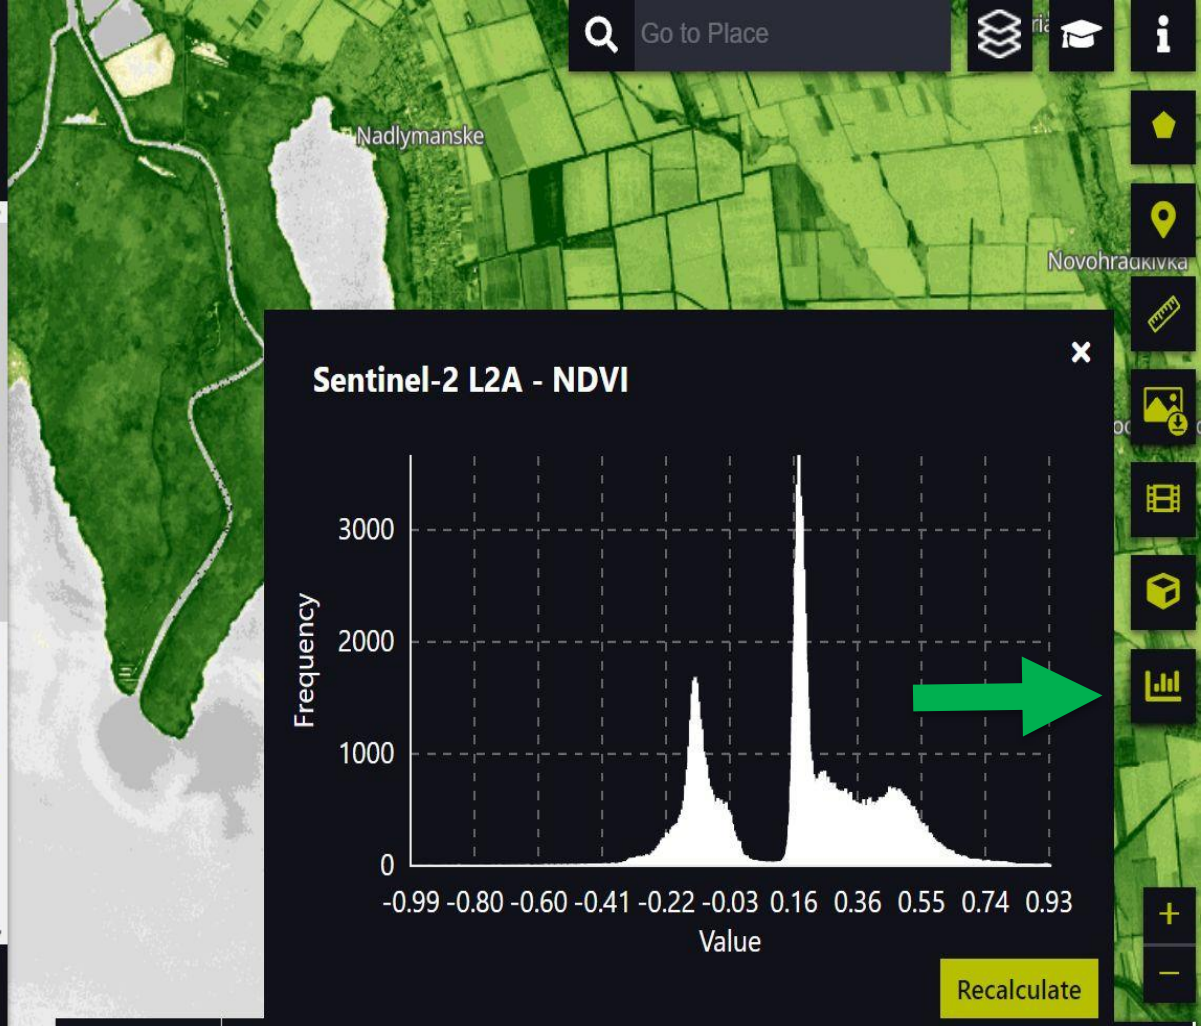 Go to Place
Nadlymanske
Novohradkivka
Sentinel-2 L2A - NDVI
3000
2000
1000
0
Frequency
-0.99 -0.80 -0.60 -0.41 -0.22 -0.03 0.16 0.36 0.55 0.74 0.93
Value
Recalculate